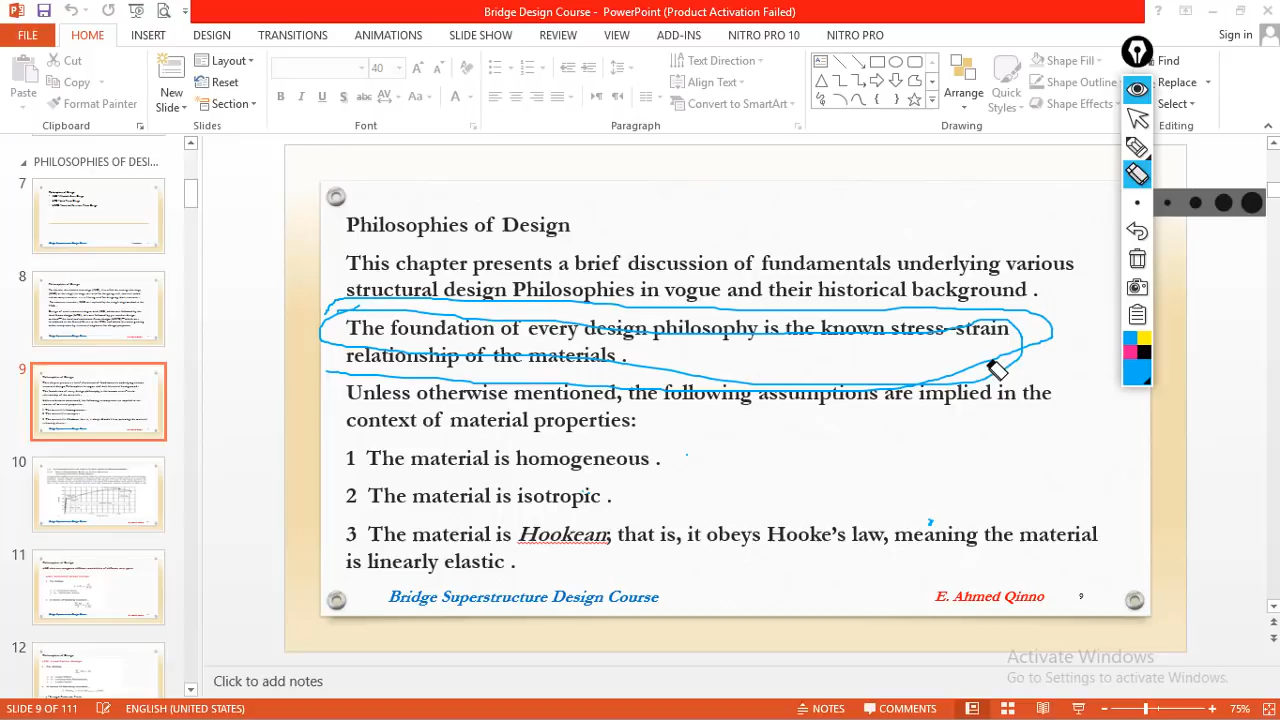 Bridge Design Course - PowerPoint (Product Activation Failed)
FILE HOME INSERT DESIGN TRANSITIONS ANIMATIONS SLIDE SHOW REVIEW VIEW ADD-INS NITRO PRO 10 NITRO PRO Sign in
Paste
Cut
Copy
Format Painter
Clipboard
New
Slide
Layout
Reset
Section
Slides
40
Font
Text Direction
Align Text
Convert to SmartArt
Paragraph
Arrange
Quick
Styles
Shape Fill
Shape Outline
Shape Effects
Drawing
Find
Replace
Select
Editing
PHILOSOPHIES OF DESI...
7
8
9
10
11
12
Philosophies of Design
This chapter presents a brief discussion of fundamentals underlying various
structural design Philosophies in vogue and their historical background .
The foundation of every design philosophy is the known stress–strain
relationship of the materials .
Unless otherwise mentioned, the following assumptions are implied in the
context of material properties:
1 The material is homogeneous .
2 The material is isotropic .
3 The material is Hookean; that is, it obeys Hooke’s law, meaning the material
is linearly elastic .
Bridge Superstructure Design Course E. Ahmed Qinno 9
Activate Windows
Go to Settings to activate Windows.
Click to add notes
SLIDE 9 OF 111 ENGLISH (UNITED STATES) NOTES COMMENTS 75%